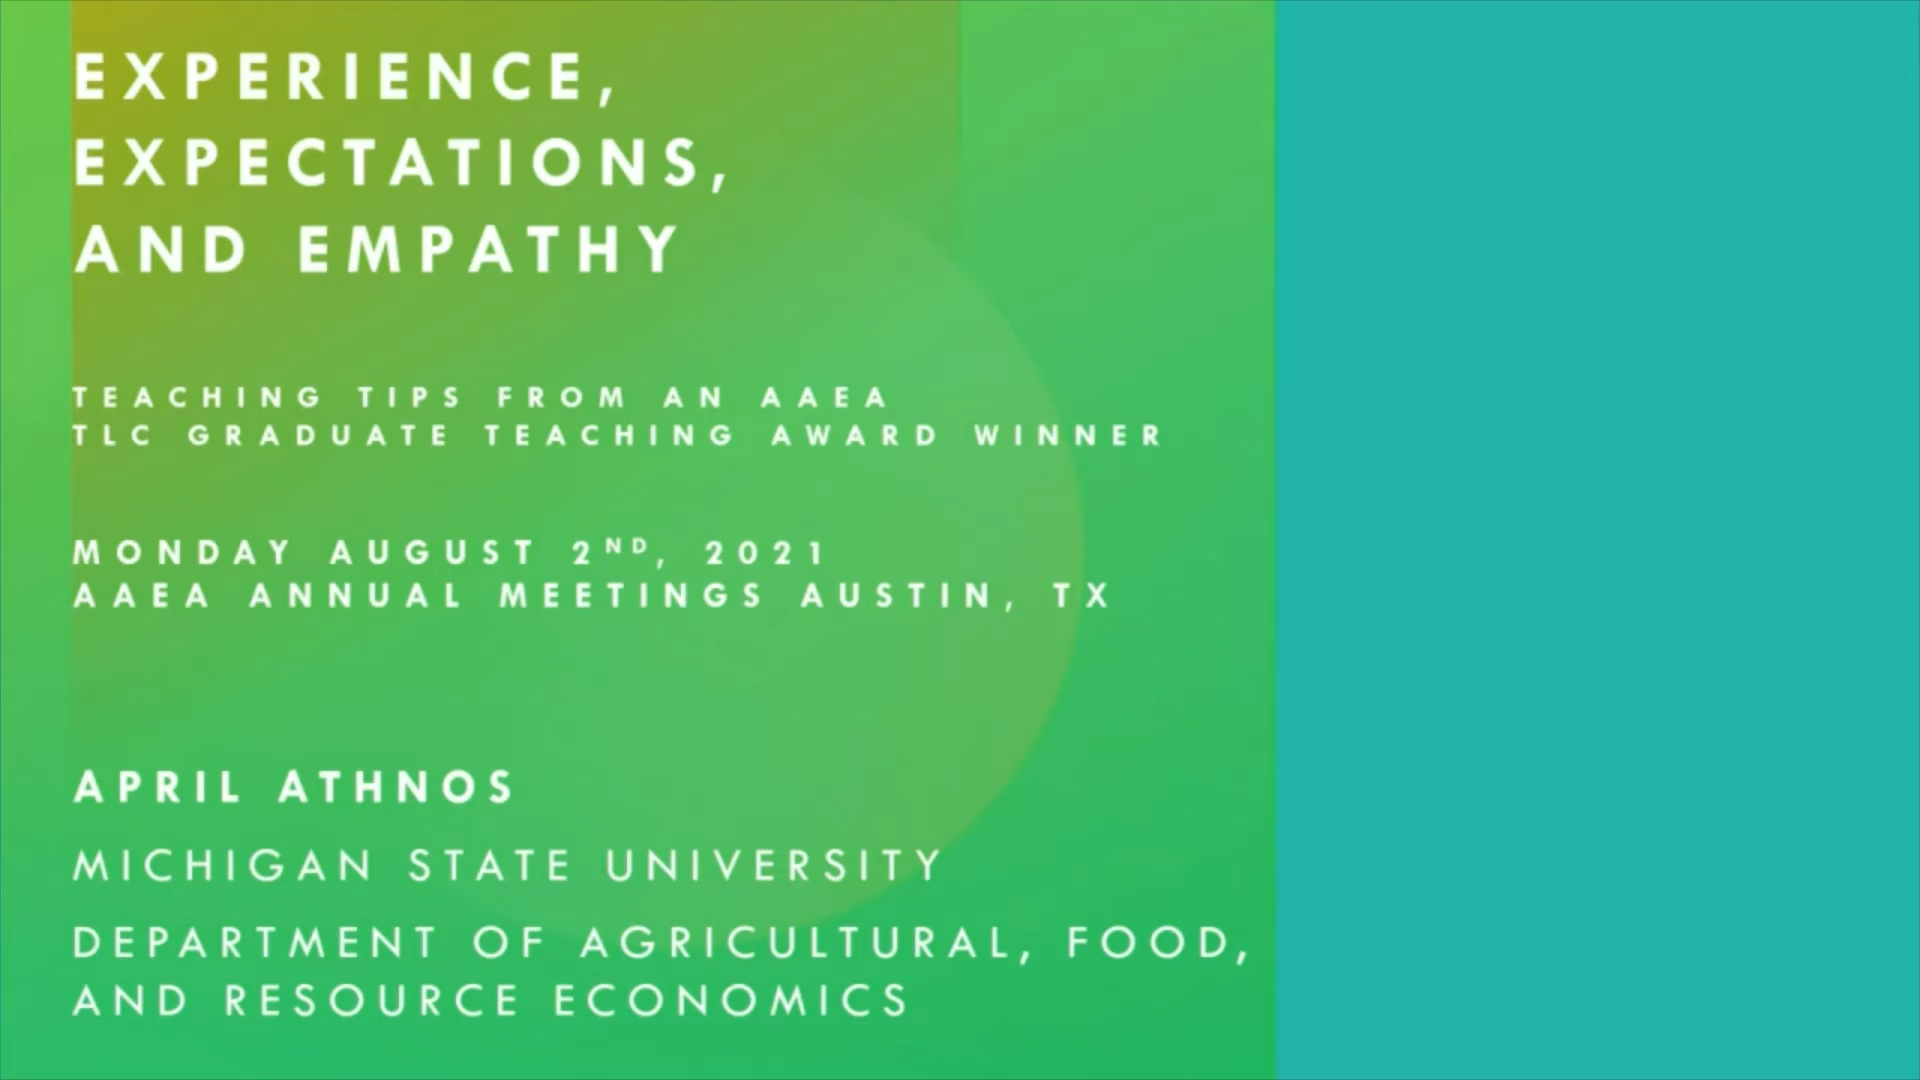 EXPERIENCE,
EXPECTATIONS,
AND EMPATHY
TEACHING TIPS FROM AN AAEA
TLC GRADUATE TEACHING AWARD WINNER
MONDAY AUGUST 2ND, 2021
AAEA ANNUAL MEETINGS AUSTIN, TX
APRIL ATHNOS
MICHIGAN STATE UNIVERSITY
DEPARTMENT OF AGRICULTURAL, FOOD,
AND RESOURCE ECONOMICS